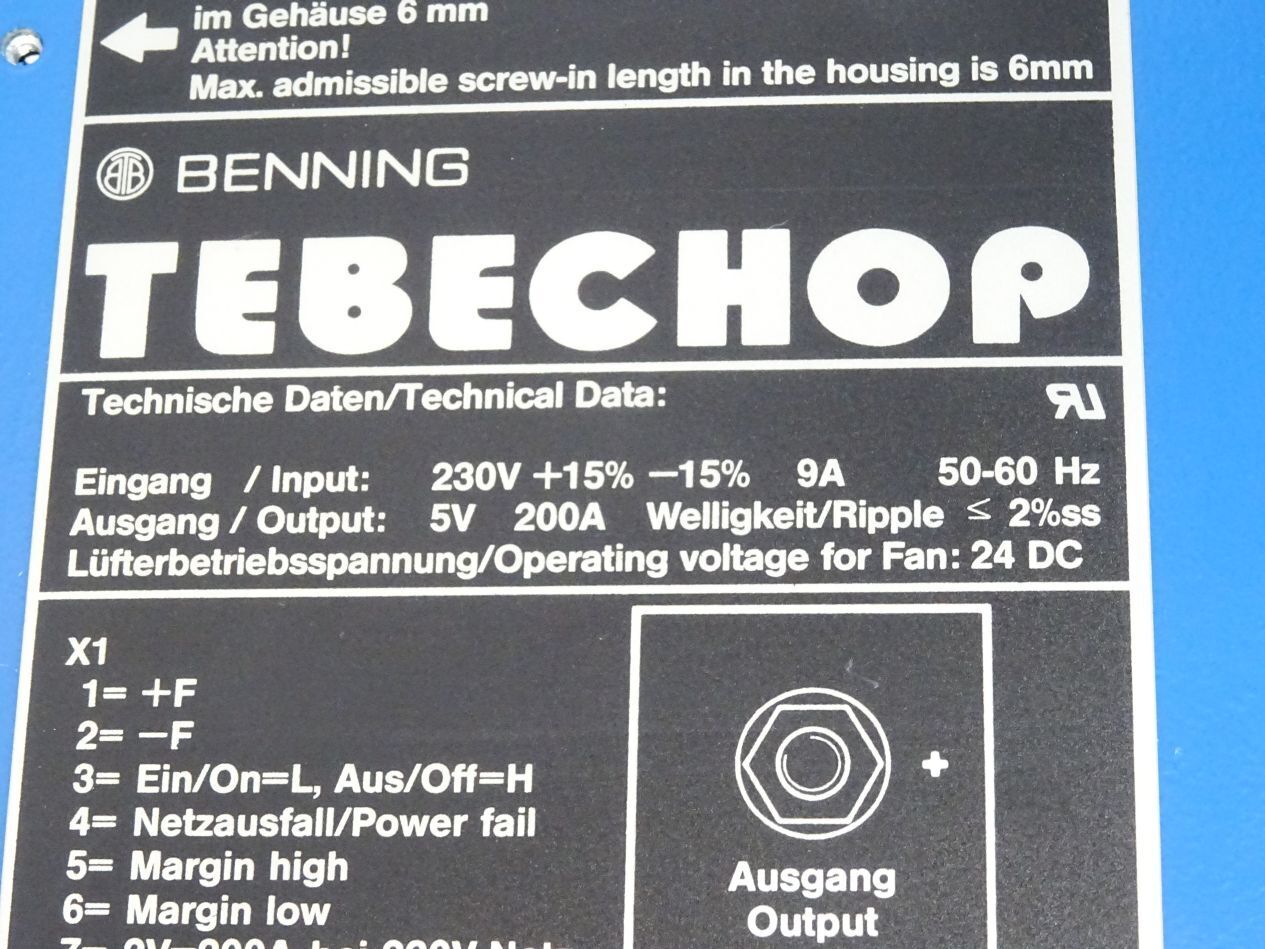 im Gehäuse 6 mm
Attention!
Max. admissible screw-in length in the housing is 6mm
BENNING
TEBECHOP
Technische Daten/Technical Data:
Eingang / Input: 230V +15% −15% 9A 50-60 Hz
Ausgang / Output: 5V 200A Welligkeit/Ripple ≤ 2%ss
Lüfterbetriebsspannung/Operating voltage for Fan: 24 DC
X1
1= +F
2= −F
3= Ein/On=L, Aus/Off=H
4= Netzausfall/Power fail
5= Margin high
6= Margin low
+
Ausgang
Output